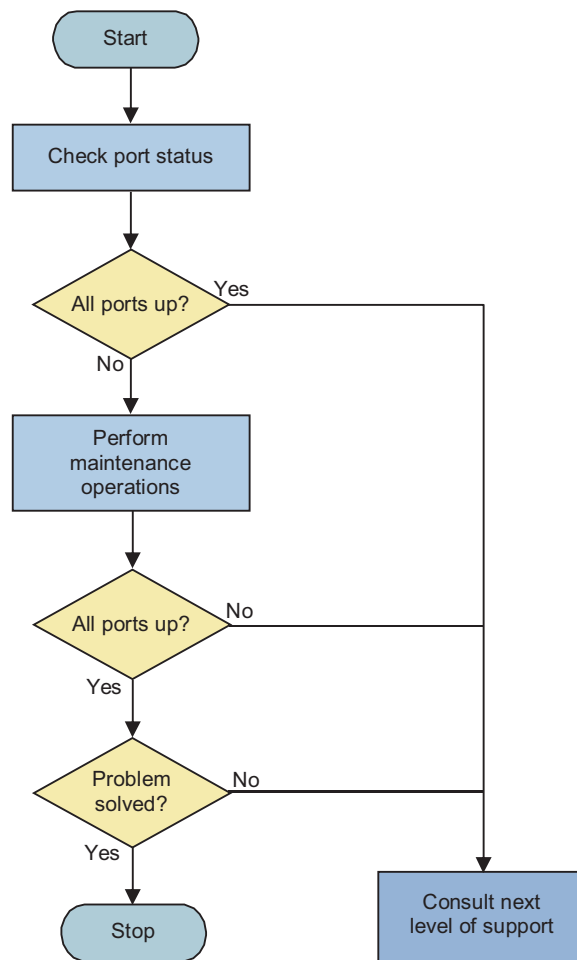 Start
Check port status
All ports up?
Yes
No
Perform
maintenance
operations
All ports up?
No
Yes
Problem
solved?
No
Yes
Stop
Consult next
level of support